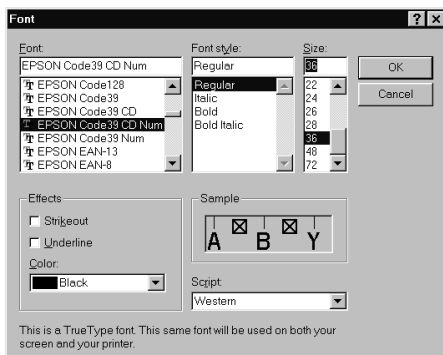 Font
Font: Font style: Size:
EPSON Code39 CD Num Regular 36
EPSON Code128 Regular 22
EPSON Code39 Italic 24
EPSON Code39 CD Bold 26
EPSON Code39 CD Num Bold Italic 28
EPSON Code39 Num 36
EPSON EAN-13 48
EPSON EAN-8 72
OK
Cancel
Effects
Strikeout
Underline
Color:
Black
Sample
A B Y
Script:
Western
This is a TrueType font. This same font will be used on both your
screen and your printer.